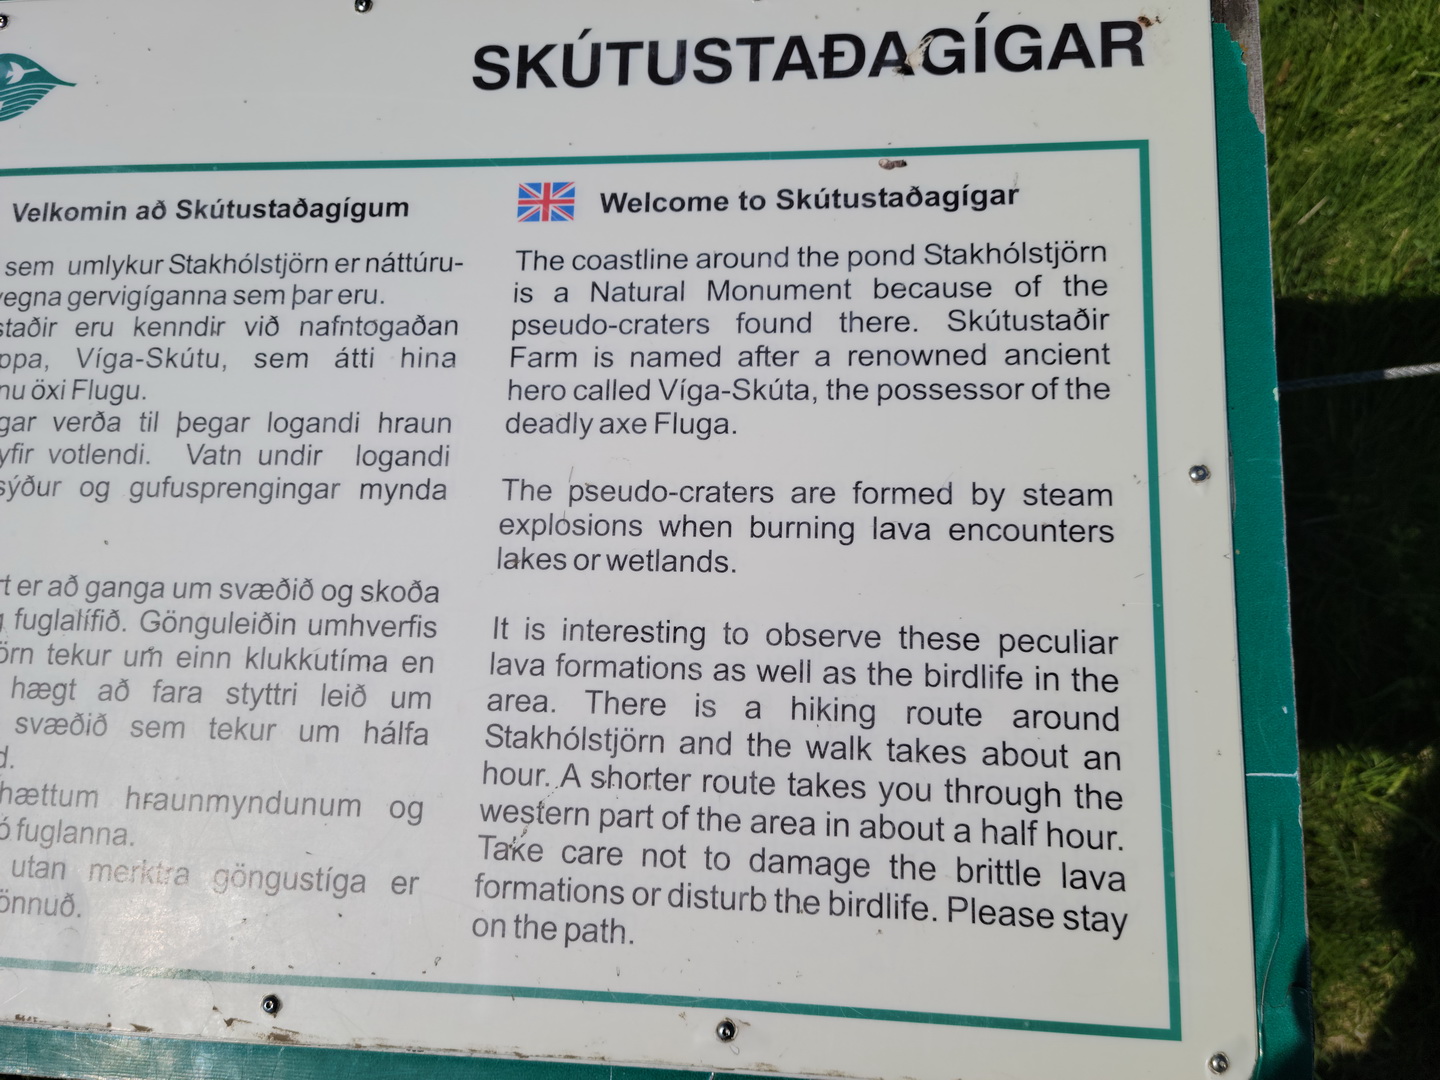 SKÚTUSTAÐAGÍGAR
Velkomin að Skútustaðagígum
sem umlykur Stakhólstjörn er náttúru-
vegna gervigíganna sem þar eru.
staðir eru kenndir við nafntogaðan
Víga-Skútu, sem átti hina
öxi Flugu.
verða til þegar logandi hraun
yfir votlendi. Vatn undir logandi
sýður og gufusprengingar mynda
er að ganga um svæðið og skoða
fuglalífið. Gönguleiðin umhverfis
tekur um einn klukkutíma en
hægt að fara styttri leið um
svæðið sem tekur um hálfa
hættum hraunmyndunum og
fuglanna.
utan merktra göngustíga er
Welcome to Skútustaðagígar
The coastline around the pond Stakhólstjörn
is a Natural Monument because of the
pseudo-craters found there. Skútustaðir
Farm is named after a renowned ancient
hero called Víga-Skúta, the possessor of the
deadly axe Fluga.
The pseudo-craters are formed by steam
explosions when burning lava encounters
lakes or wetlands.
It is interesting to observe these peculiar
lava formations as well as the birdlife in the
area. There is a hiking route around
Stakhólstjörn and the walk takes about an
hour. A shorter route takes you through the
western part of the area in about a half hour.
Take care not to damage the brittle lava
formations or disturb the birdlife. Please stay
on the path.